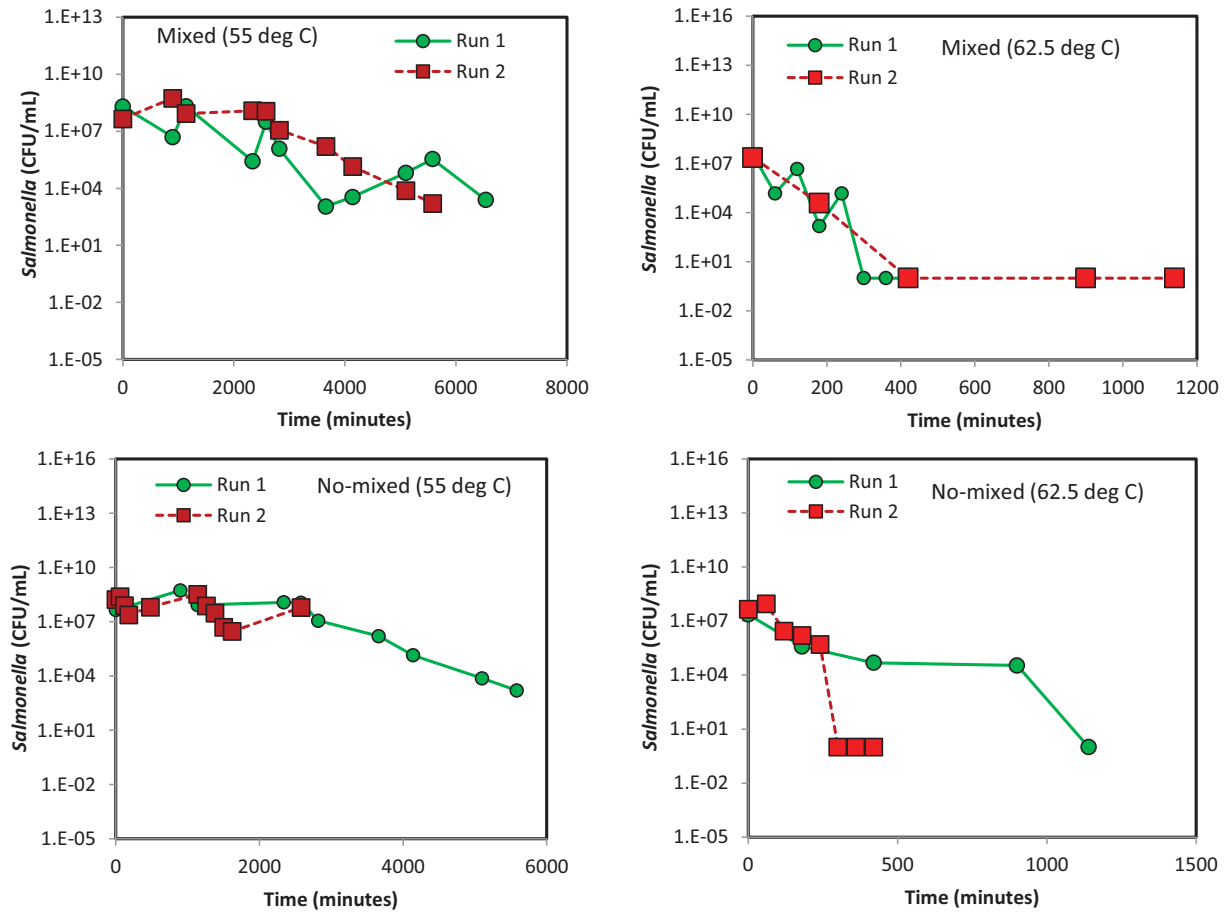 1.E+13
1.E+10
1.E+07
1.E+04
1.E+01
1.E-02
1.E-05
Salmonella (CFU/mL)
Mixed (55 deg C)
Run 1
Run 2
0 2000 4000 6000 8000
Time (minutes)
1.E+16
1.E+13
1.E+10
1.E+07
1.E+04
1.E+01
1.E-02
1.E-05
Salmonella (CFU/mL)
Run 1
Run 2
Mixed (62.5 deg C)
0 200 400 600 800 1000 1200
Time (minutes)
1.E+16
1.E+13
1.E+10
1.E+07
1.E+04
1.E+01
1.E-02
1.E-05
Salmonella (CFU/mL)
Run 1
Run 2
No-mixed (55 deg C)
0 2000 4000 6000
Time (minutes)
1.E+16
1.E+13
1.E+10
1.E+07
1.E+04
1.E+01
1.E-02
1.E-05
Salmonella (CFU/mL)
Run 1
Run 2
No-mixed (62.5 deg C)
0 500 1000 1500
Time (minutes)